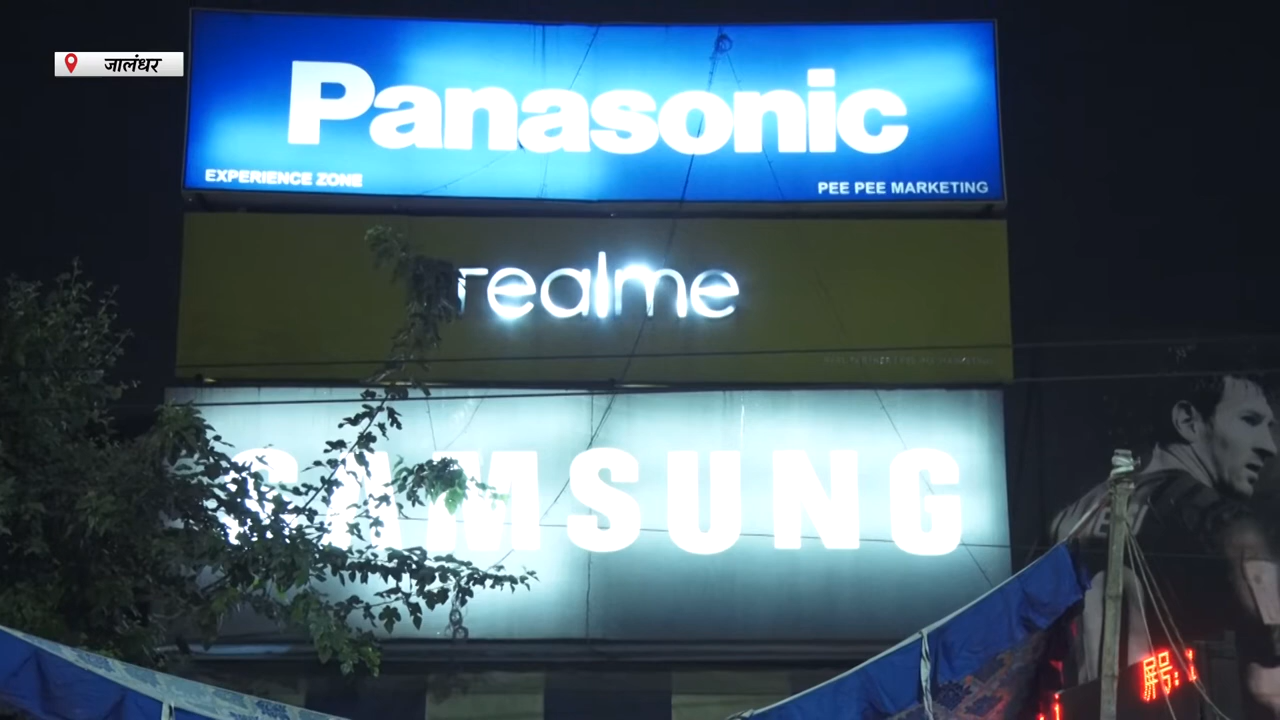 जालंधर
Panasonic
EXPERIENCE ZONE
PEE PEE MARKETING
realme
SAMSUNG